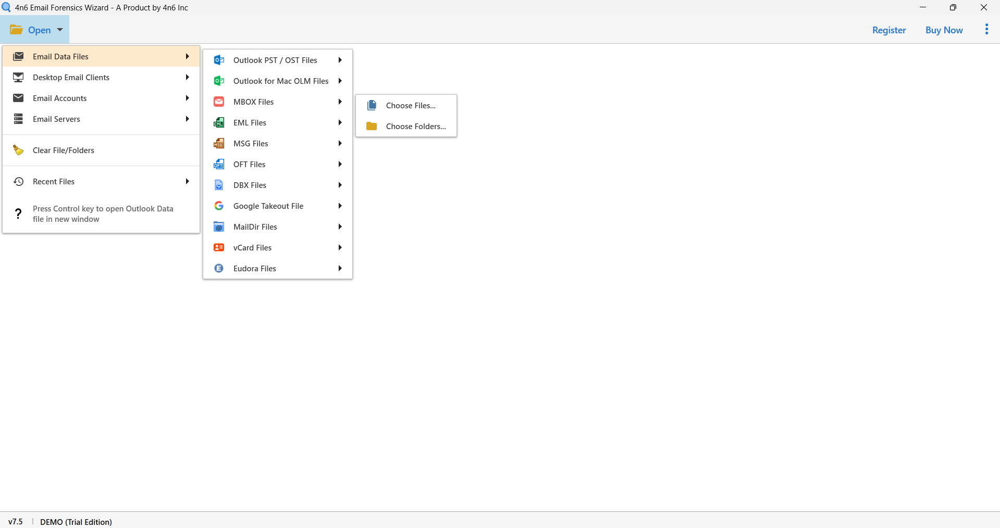 4n6 Email Forensics Wizard - A Product by 4n6 Inc
Open
Register
Buy Now
Email Data Files
Desktop Email Clients
Email Accounts
Email Servers
Clear File/Folders
Recent Files
?
Press Control key to open Outlook Data
file in new window
Outlook PST / OST Files
Outlook for Mac OLM Files
MBOX Files
EML
EML Files
MSG
MSG Files
OFT
OFT Files
DBX Files
Google Takeout File
@
MailDir Files
vCard Files
E
Eudora Files
Choose Files...
Choose Folders...
v7.5
DEMO (Trial Edition)